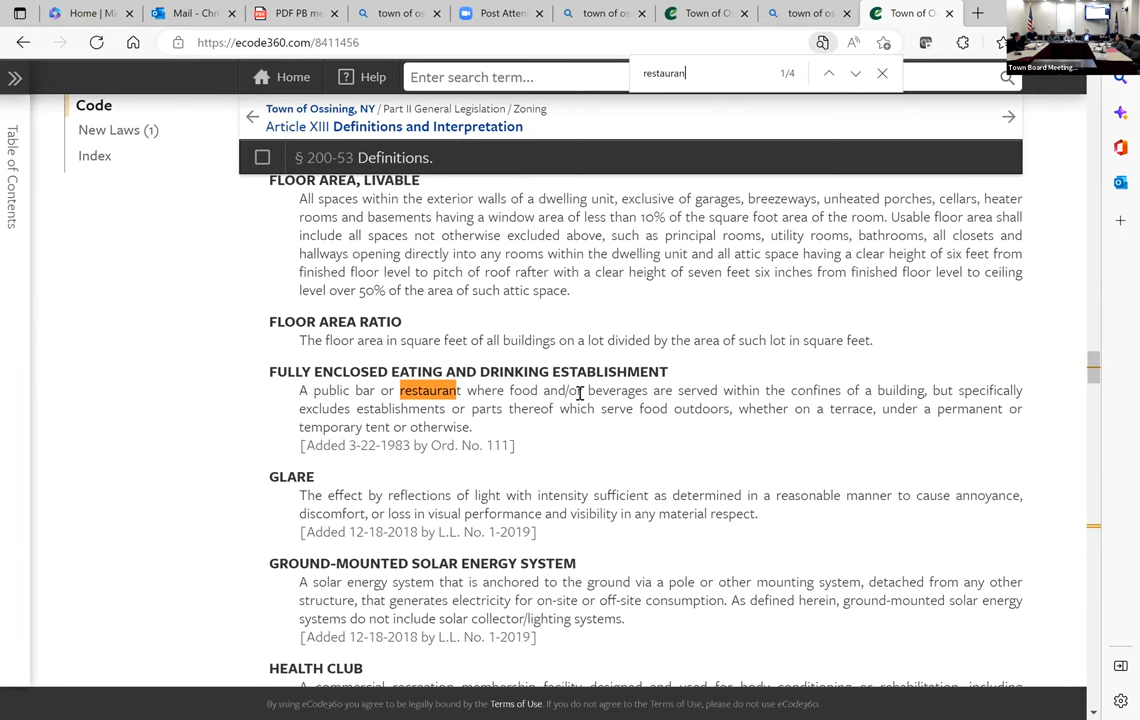 Home | Mic
Mail - Chri
PDF PB me
town of os
Post Atten
town of os
Town of O
town of os
Town of O
https://ecode360.com/8411456
restauran
1/4
Town Board Meeting...
Home
Help
Enter search term...
Table of Contents
Code
New Laws (1)
Index
Town of Ossining, NY / Part II General Legislation / Zoning
Article XIII Definitions and Interpretation
§ 200-53 Definitions.
FLOOR AREA, LIVABLE
All spaces within the exterior walls of a dwelling unit, exclusive of garages, breezeways, unheated porches, cellars, heater
rooms and basements having a window area of less than 10% of the square foot area of the room. Usable floor area shall
include all spaces not otherwise excluded above, such as principal rooms, utility rooms, bathrooms, all closets and
hallways opening directly into any rooms within the dwelling unit and all attic space having a clear height of six feet from
finished floor level to pitch of roof rafter with a clear height of seven feet six inches from finished floor level to ceiling
level over 50% of the area of such attic space.
FLOOR AREA RATIO
The floor area in square feet of all buildings on a lot divided by the area of such lot in square feet.
FULLY ENCLOSED EATING AND DRINKING ESTABLISHMENT
A public bar or restaurant where food and/or beverages are served within the confines of a building, but specifically
excludes establishments or parts thereof which serve food outdoors, whether on a terrace, under a permanent or
temporary tent or otherwise.
[Added 3-22-1983 by Ord. No. 111]
GLARE
The effect by reflections of light with intensity sufficient as determined in a reasonable manner to cause annoyance,
discomfort, or loss in visual performance and visibility in any material respect.
[Added 12-18-2018 by L.L. No. 1-2019]
GROUND-MOUNTED SOLAR ENERGY SYSTEM
A solar energy system that is anchored to the ground via a pole or other mounting system, detached from any other
structure, that generates electricity for on-site or off-site consumption. As defined herein, ground-mounted solar energy
systems do not include solar collector/lighting systems.
[Added 12-18-2018 by L.L. No. 1-2019]
HEALTH CLUB
A commercial recreation membership facility designed and used for body conditioning or rehabilitation, including
By using eCode360 you agree to be legally bound by the Terms of Use. If you do not agree to the Terms of Use, please do not use eCode360.